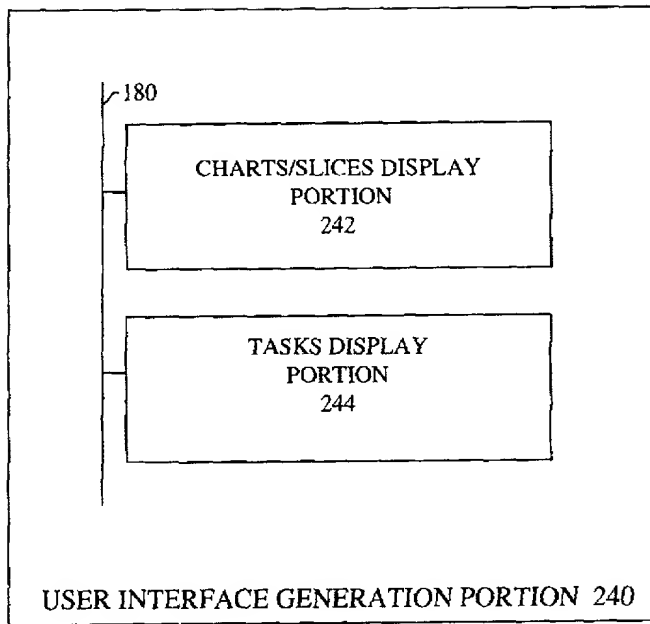 180
CHARTS/SLICES DISPLAY
PORTION
242
TASKS DISPLAY
PORTION
244
USER INTERFACE GENERATION PORTION 240